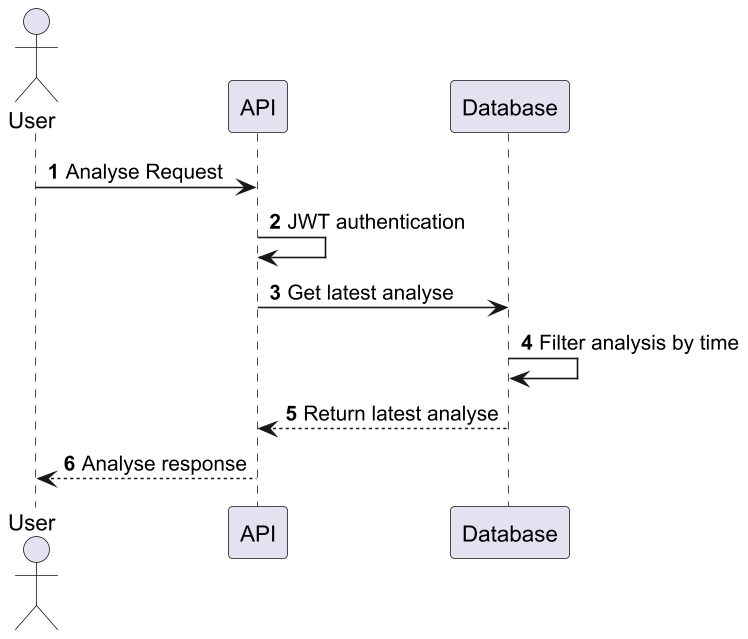 User
API
Database
1 Analyse Request
2 JWT authentication
3 Get latest analyse
4 Filter analysis by time
5 Return latest analyse
6 Analyse response
User
API
Database